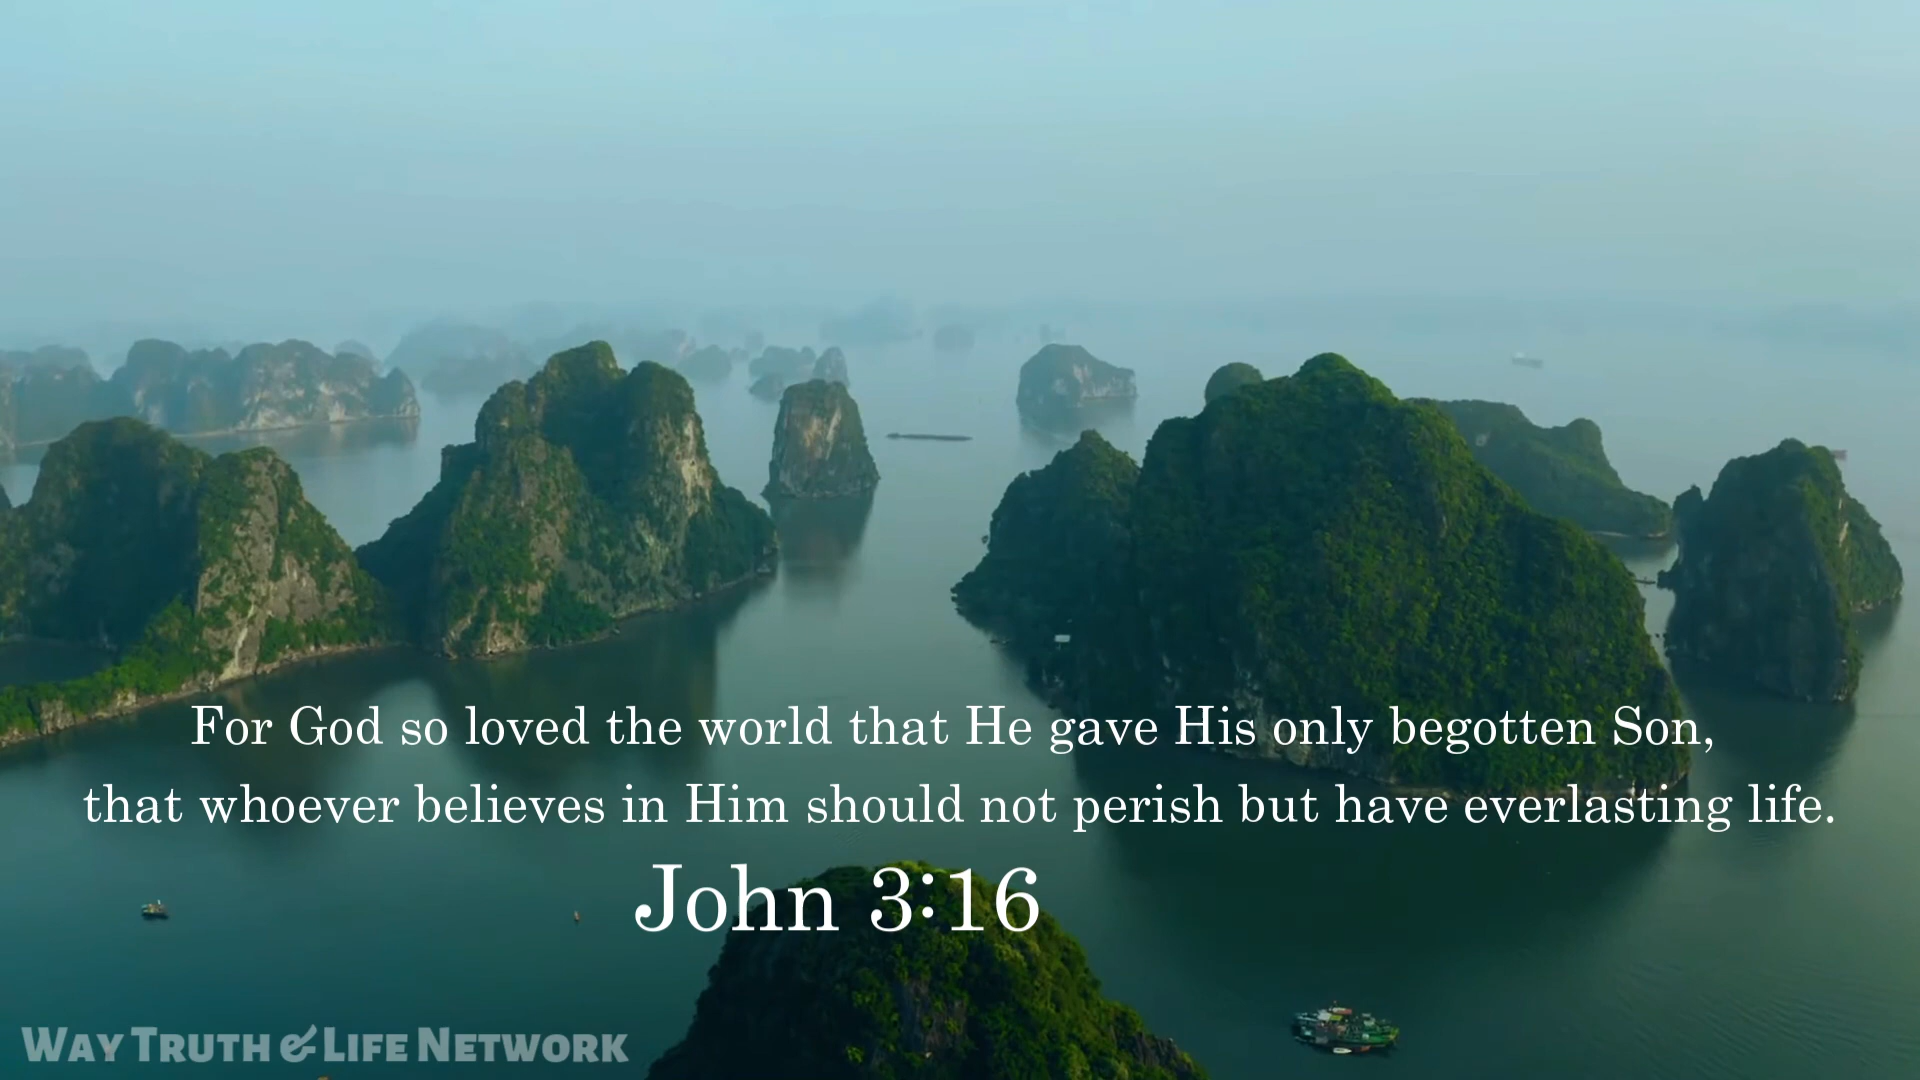 For God so loved the world that He gave His only begotten Son,
that whoever believes in Him should not perish but have everlasting life.
John 3:16
WAY TRUTH & LIFE NETWORK